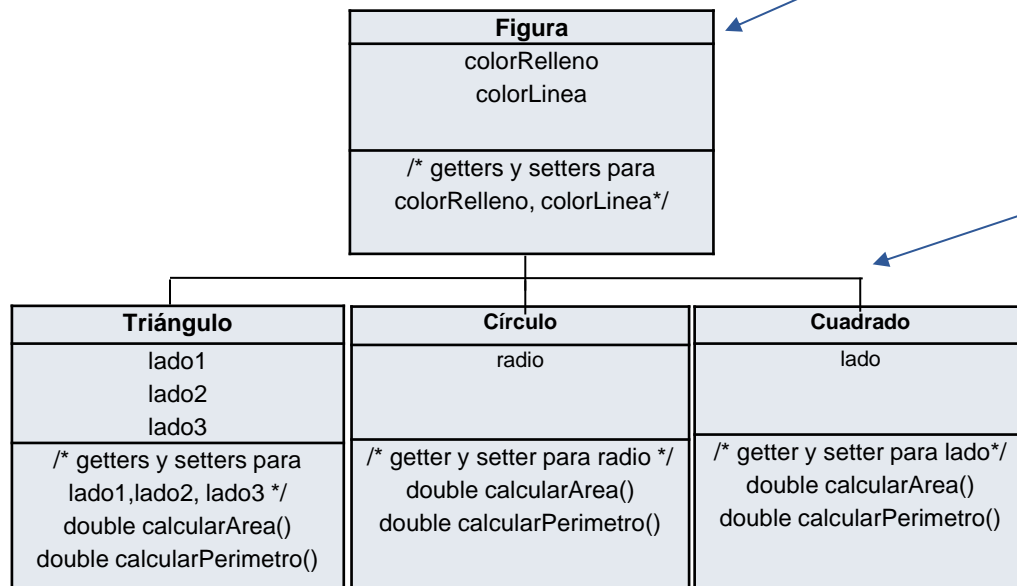 Figura
colorRelleno
colorLinea
/* getters y setters para
colorRelleno, colorLinea*/
Triángulo
lado1
lado2
lado3
/* getters y setters para
lado1,lado2, lado3 */
double calcularArea()
double calcularPerimetro()
Círculo
radio
/* getter y setter para radio */
double calcularArea()
double calcularPerimetro()
Cuadrado
lado
/* getter y setter para lado*/
double calcularArea()
double calcularPerimetro()